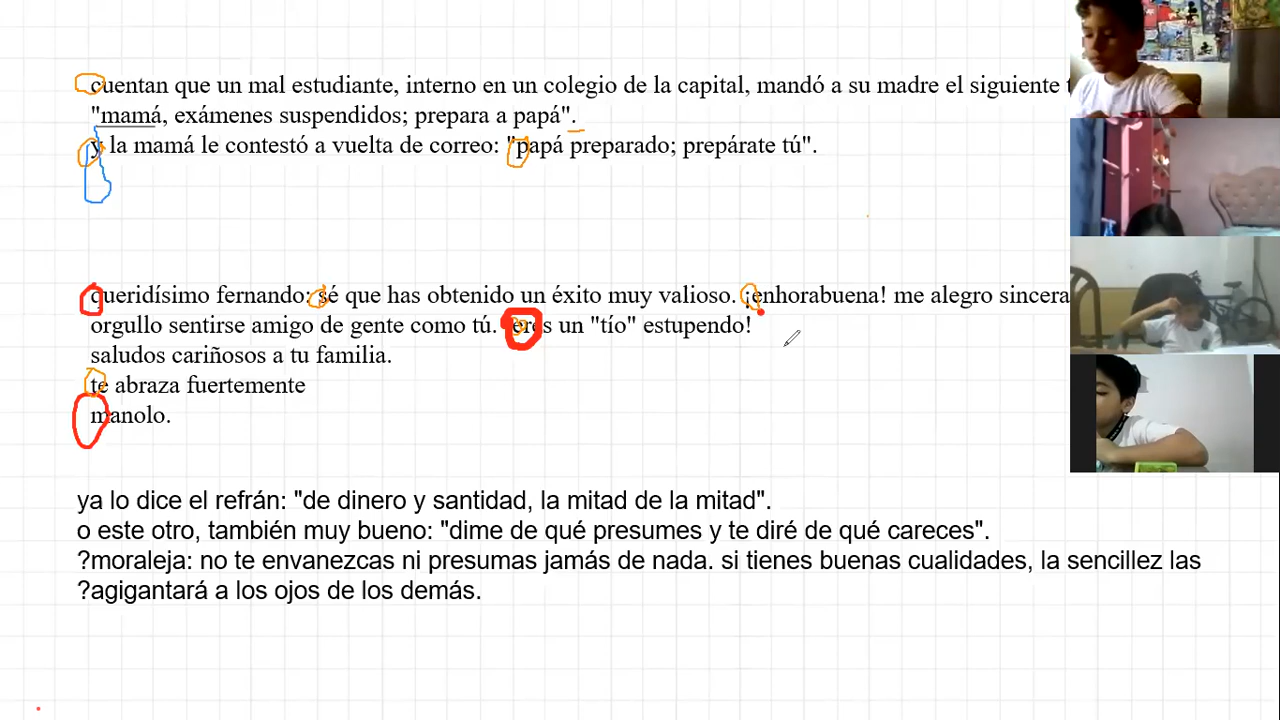 cuentan que un mal estudiante, interno en un colegio de la capital, mandó a su madre el siguiente
"mamá, exámenes suspendidos; prepara a papá".
y la mamá le contestó a vuelta de correo: "papá preparado; prepárate tú".
queridísimo fernando: sé que has obtenido un éxito muy valioso. ¡enhorabuena! me alegro sincera
orgullo sentirse amigo de gente como tú. ¡eres un "tío" estupendo!
saludos cariñosos a tu familia.
te abraza fuertemente
manolo.
ya lo dice el refrán: "de dinero y santidad, la mitad de la mitad".
o este otro, también muy bueno: "dime de qué presumes y te diré de qué careces".
?moraleja: no te envanezcas ni presumas jamás de nada. si tienes buenas cualidades, la sencillez las
?agigantará a los ojos de los demás.